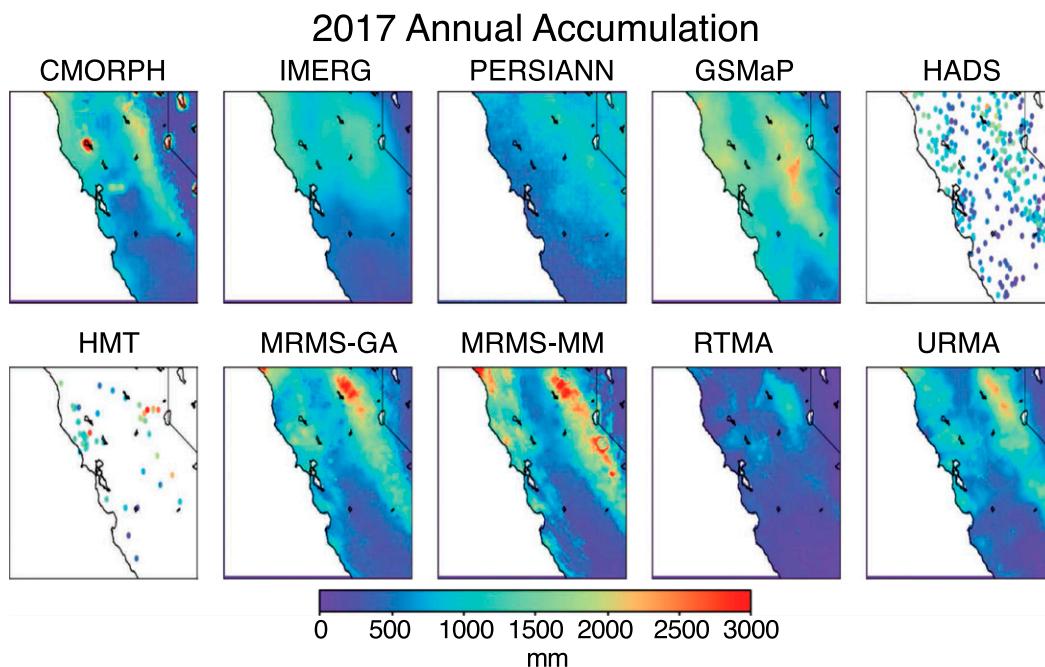 2017 Annual Accumulation
CMORPH IMERG PERSIANN GSMaP HADS
HMT MRMS-GA MRMS-MM RTMA URMA
0 500 1000 1500 2000 2500 3000
mm